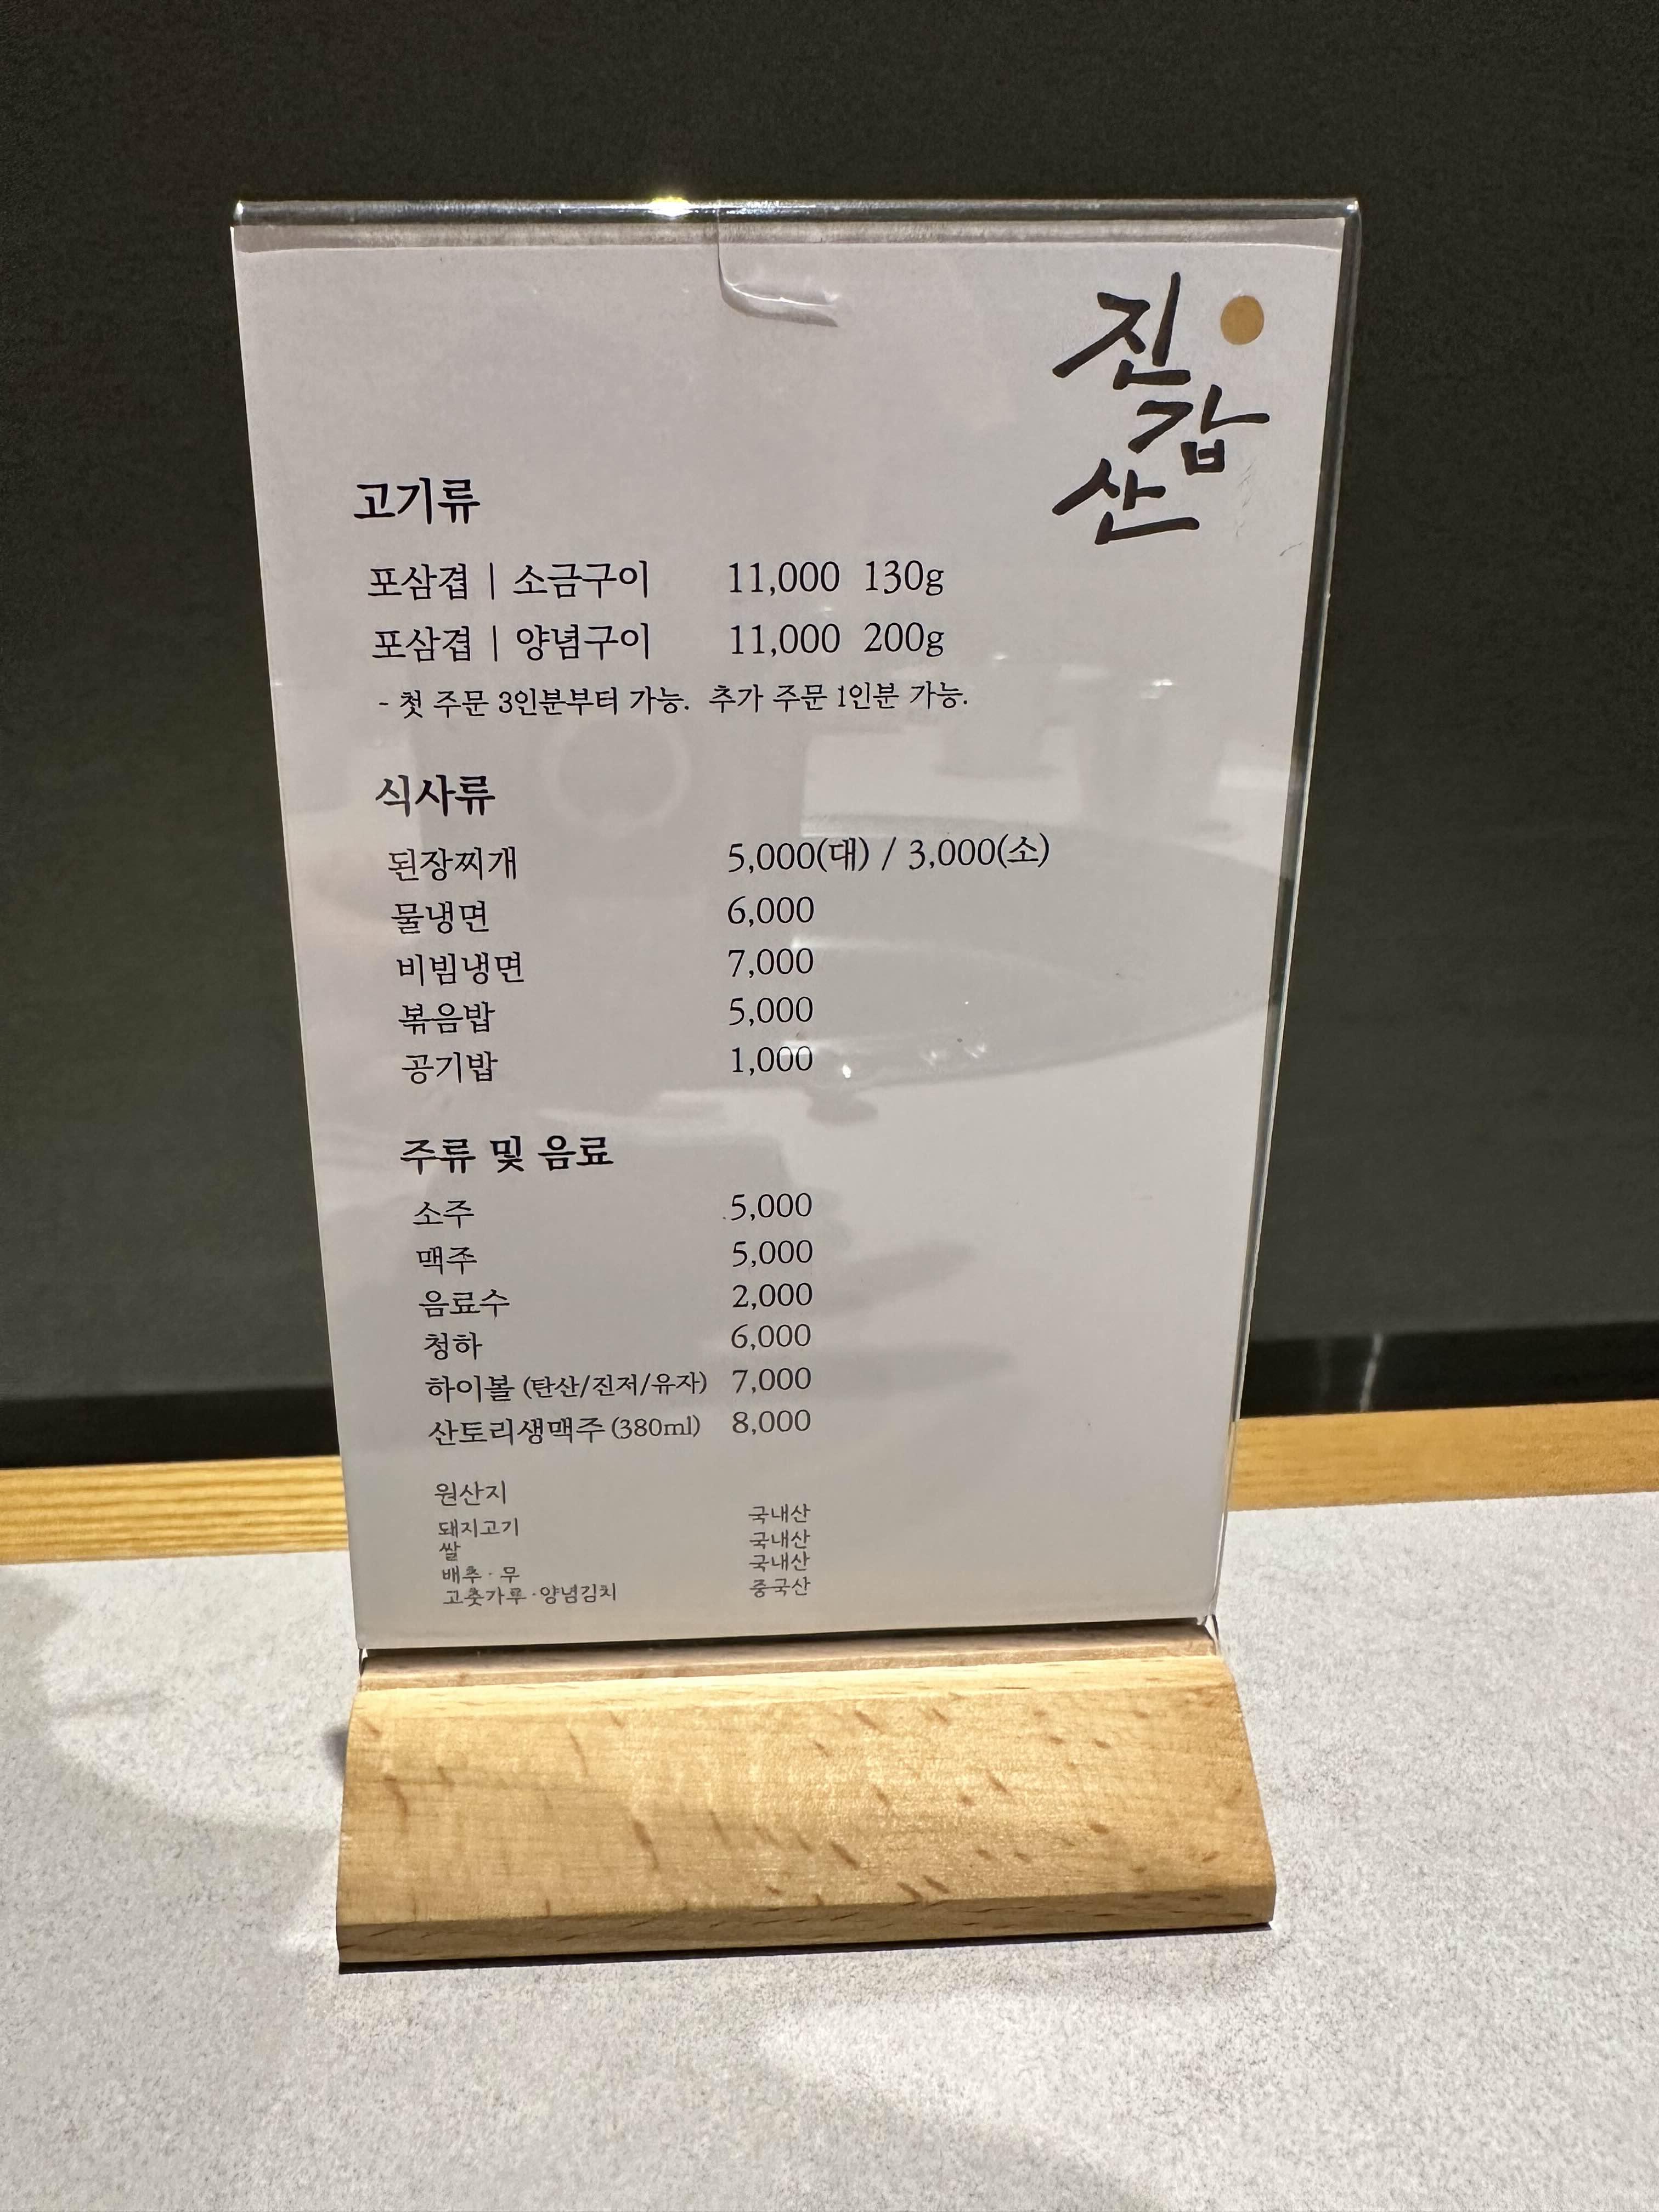 진갑산
고기류
포삼겹 | 소금구이 11,000 130g
포삼겹 | 양념구이 11,000 200g
- 첫 주문 3인분부터 가능. 추가 주문 1인분 가능.
식사류
된장찌개 5,000(대) / 3,000(소)
물냉면 6,000
비빔냉면 7,000
볶음밥 5,000
공기밥 1,000
주류 및 음료
소주 5,000
맥주 5,000
음료수 2,000
청하 6,000
하이볼 (탄산/진저/유자) 7,000
산토리생맥주 (380ml) 8,000
원산지
돼지고기 국내산
쌀 국내산
배추 · 무 국내산
고춧가루 · 양념김치 중국산